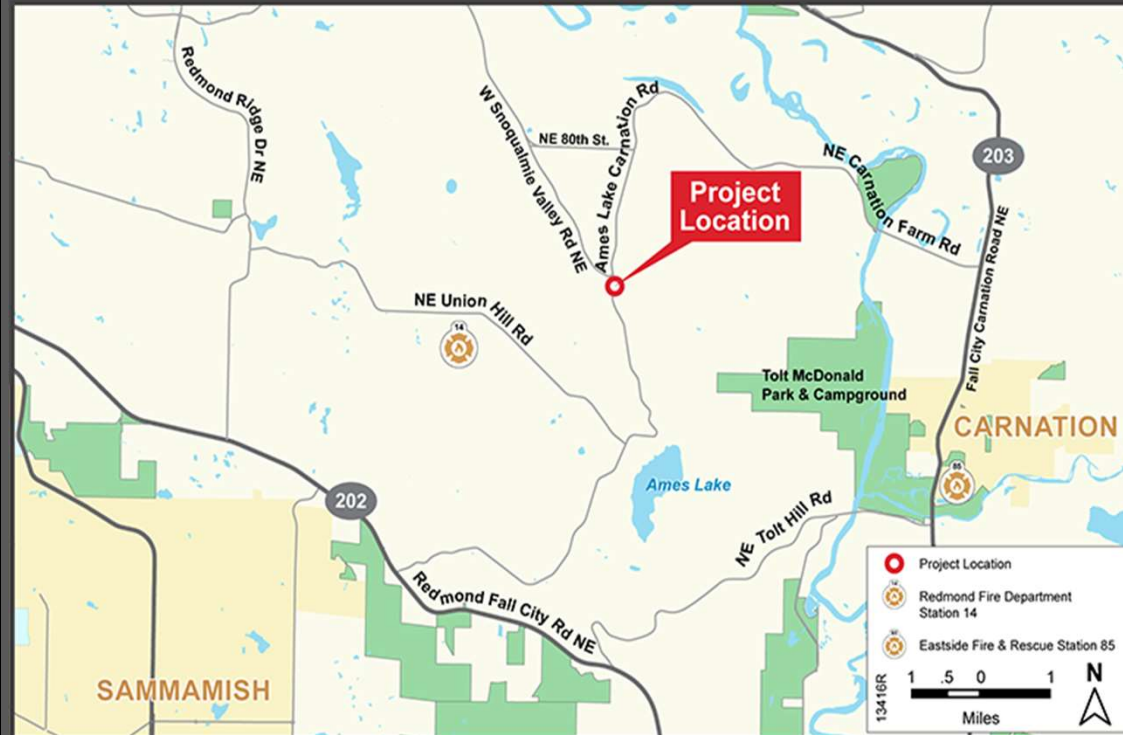 Redmond Ridge Dr NE
W Snoqualmie Valley Rd NE
NE 80th St.
Ames Lake Carnation Rd
Project
Location
NE Carnation Farm Rd
203
Fall City Carnation Road NE
NE Union Hill Rd
14
Tolt McDonald
Park & Campground
CARNATION
85
202
Ames Lake
NE Tolt Hill Rd
Redmond Fall City Rd NE
SAMMAMISH
Project Location
14
Redmond Fire Department
Station 14
85
Eastside Fire & Rescue Station 85
1 .5 0 1
Miles
N
13416R